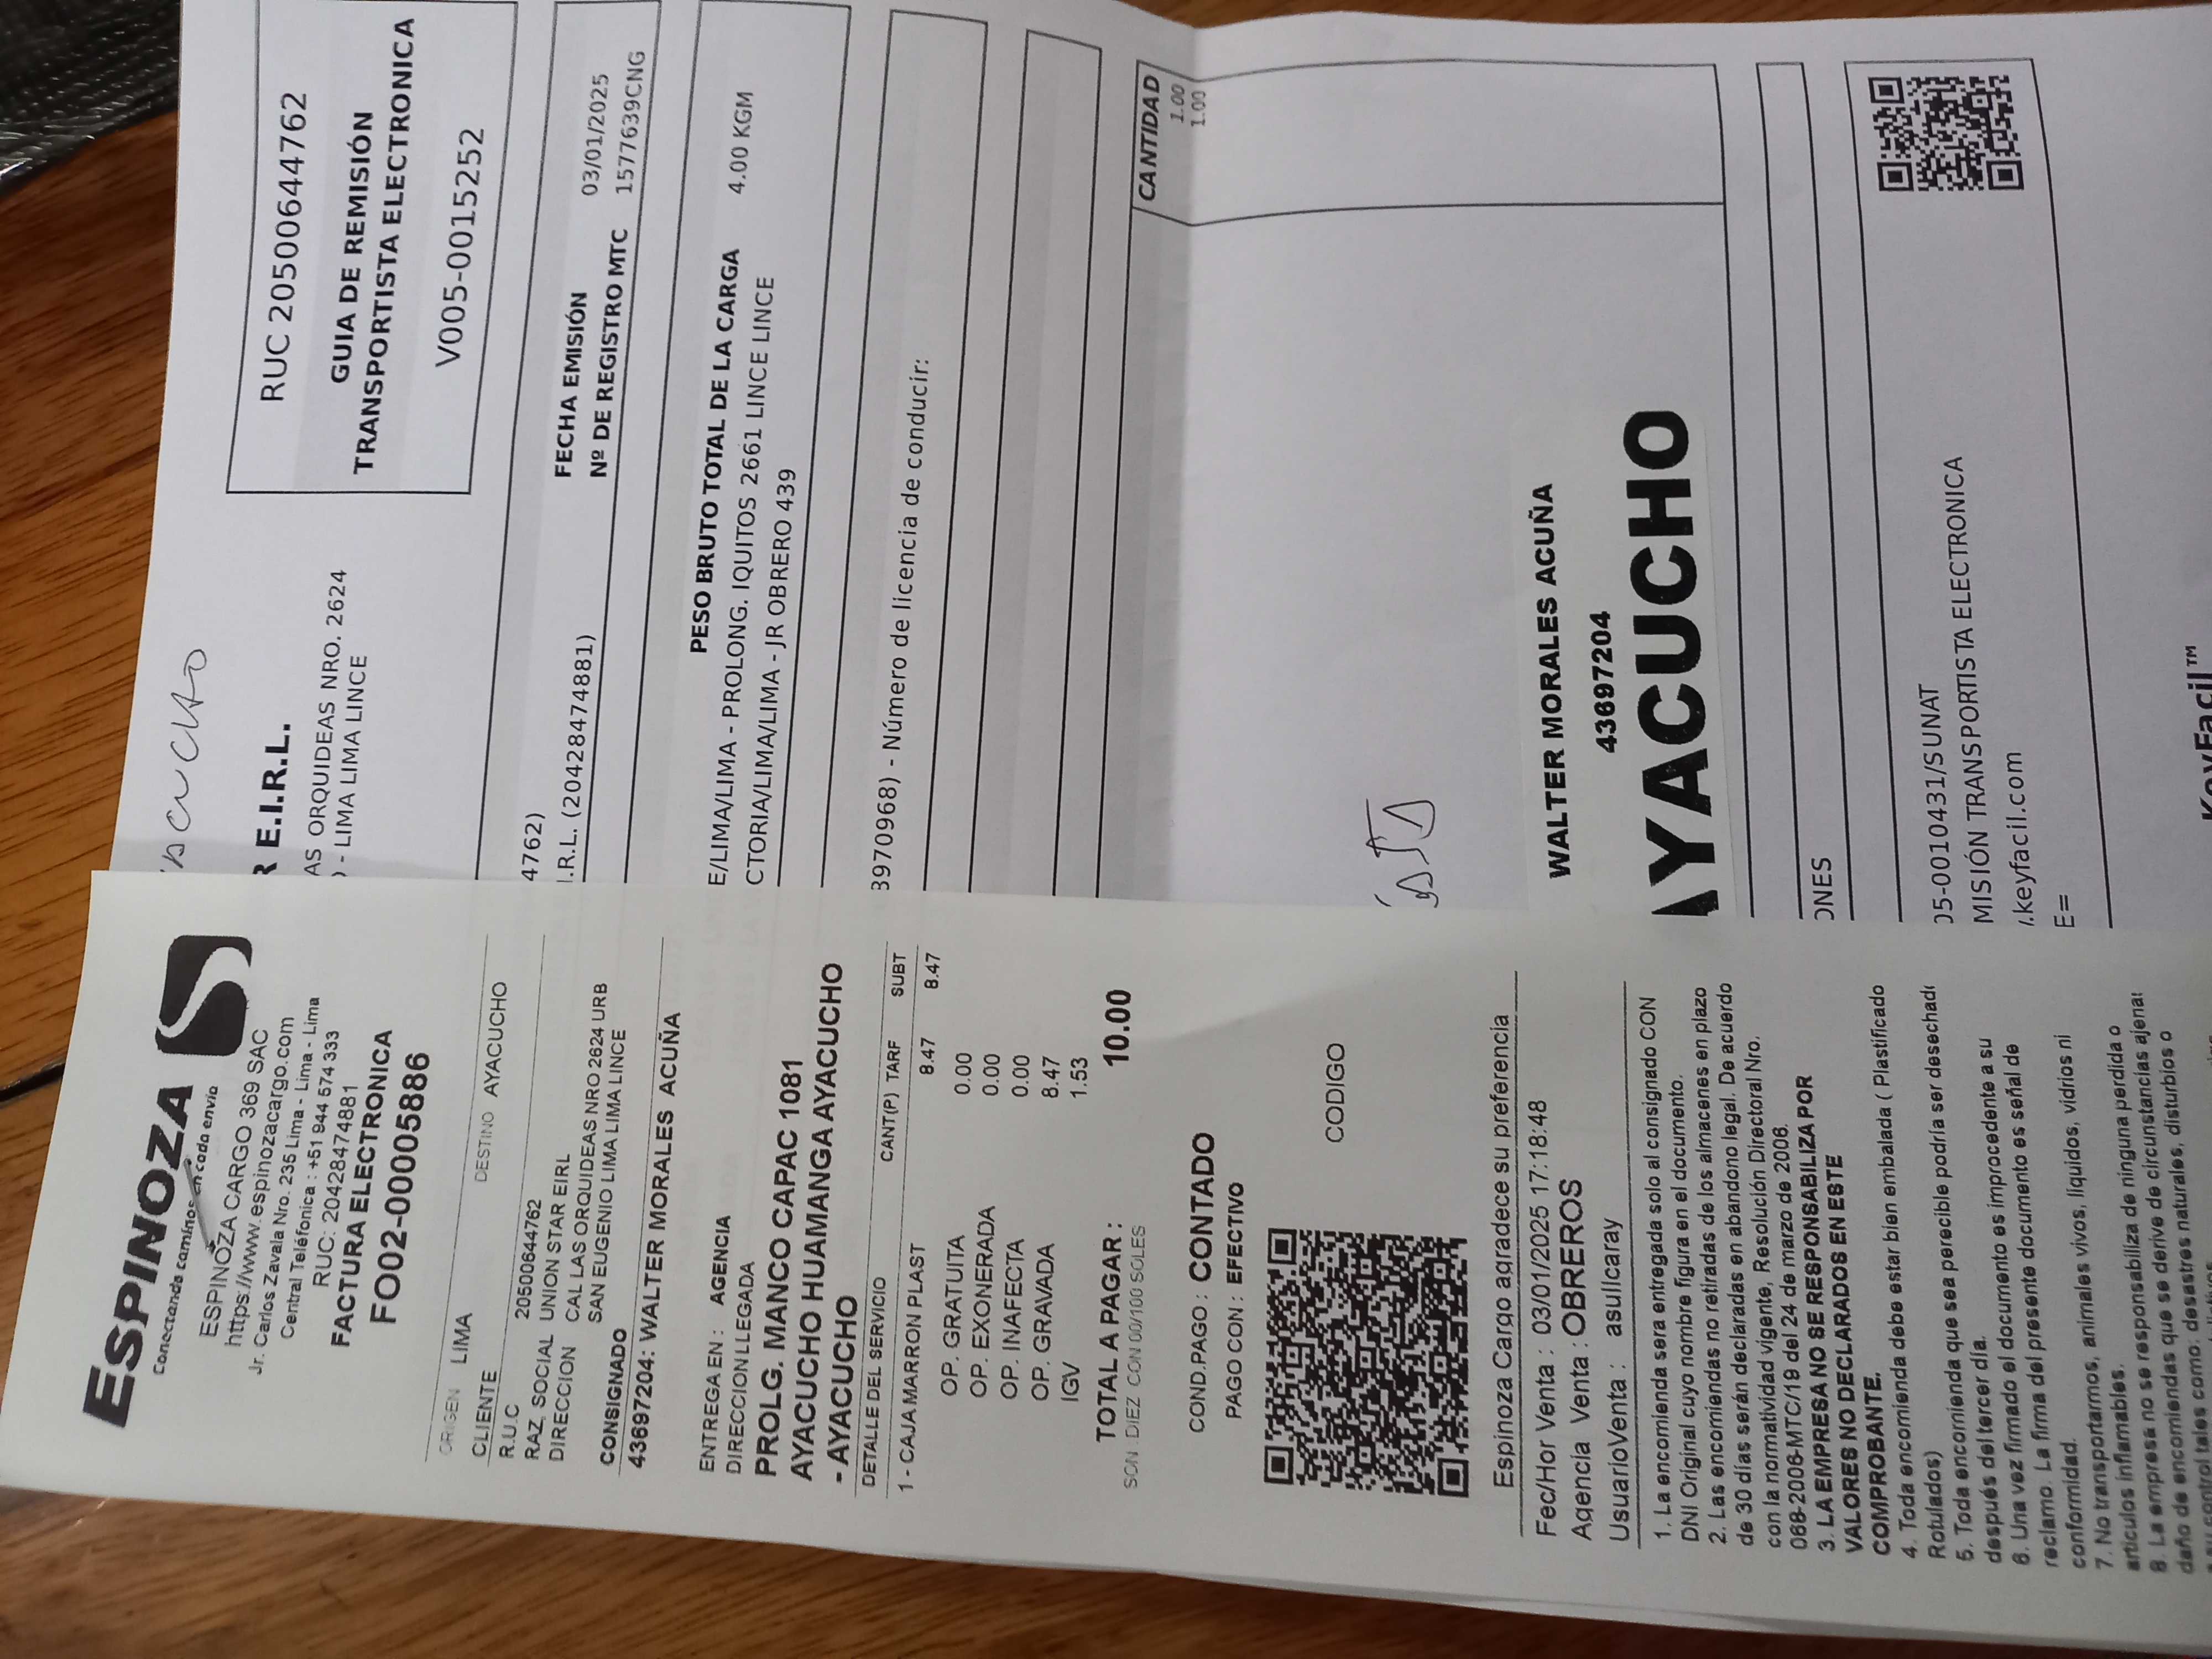 ESPINOZA
Conectando caminos en cada envío
ESPINOZA CARGO 369 SAC
https://www.espinozacargo.com
Jr. Carlos Zavala Nro. 235 Lima - Lima - Lima
Central Teléfonica : +51 944 574 333
RUC: 20428474881
FACTURA ELECTRONICA
FO02-00005886
ORIGEN LIMA DESTINO AYACUCHO
CLIENTE
R.U.C 20500644762
RAZ, SOCIAL UNION STAR EIRL
DIRECCION CAL LAS ORQUIDEAS NRO 2624 URB
SAN EUGENIO LIMA LIMA LINCE
CONSIGNADO
43697204: WALTER MORALES ACUÑA
ENTREGA EN : AGENCIA
DIRECCION LLEGADA
PROLG. MANCO CAPAC 1081
AYACUCHO HUAMANGA AYACUCHO
- AYACUCHO
DETALLE DEL SERVICIO CANT(P) TARF SUBT
1 - CAJA MARRON PLAST 8.47 8.47
OP. GRATUITA 0.00
OP. EXONERADA 0.00
OP. INAFECTA 0.00
OP. GRAVADA 8.47
IGV 1.53
TOTAL A PAGAR : 10.00
SON : DIEZ CON 00/100 SOLES
COND.PAGO : CONTADO
PAGO CON : EFECTIVO
CODIGO
Espinoza Cargo agradece su preferencia
Fec/Hor Venta : 03/01/2025 17:18:48
Agencia Venta : OBREROS
UsuarioVenta : asullcaray
1. La encomienda sera entregada solo al consignado CON
DNI Original cuyo nombre figura en el documento.
2. Las encomiendas no retiradas de los almacenes en plazo
de 30 días serán declaradas en abandono legal. De acuerdo
con la normatividad vigente, Resolución Directoral Nro.
068-2006-MTC/19 del 24 de marzo de 2006.
3. LA EMPRESA NO SE RESPONSABILIZA POR
VALORES NO DECLARADOS EN ESTE
COMPROBANTE.
4. Toda encomienda debe estar bien embalada ( Plastificado
Rotulados)
5. Toda encomienda que sea perecible podría ser desechad
después del tercer día.
6. Una vez firmado el documento es improcedente a su
reclamo. La firma del presente documento es señal de
conformidad.
7. No transportamos, animales vivos, líquidos, vidrios ni
artículos inflamables.
8. La empresa no se responsabiliza de ninguna perdida o
daño de encomiendas que se derive de circunstancias ajenas
al control tales como: desastres naturales, disturbios o
R E.I.R.L.
AS ORQUIDEAS NRO. 2624
- LIMA LIMA LINCE
RUC 20500644762
GUIA DE REMISIÓN
TRANSPORTISTA ELECTRONICA
V005-0015252
4762)
I.R.L. (20428474881)
FECHA EMISIÓN 03/01/2025
Nº DE REGISTRO MTC 1577639CNG
PESO BRUTO TOTAL DE LA CARGA 4.00 KGM
E/LIMA/LIMA - PROLONG. IQUITOS 2661 LINCE LINCE
CTORIA/LIMA/LIMA - JR OBRERO 439
3970968) - Número de licencia de conducir:
CANTIDAD
1.00
1.00
WALTER MORALES ACUÑA
43697204
AYACUCHO
ONES
05-0010431/SUNAT
MISIÓN TRANSPORTISTA ELECTRONICA
.keyfacil.com
E=
KeyFacil™